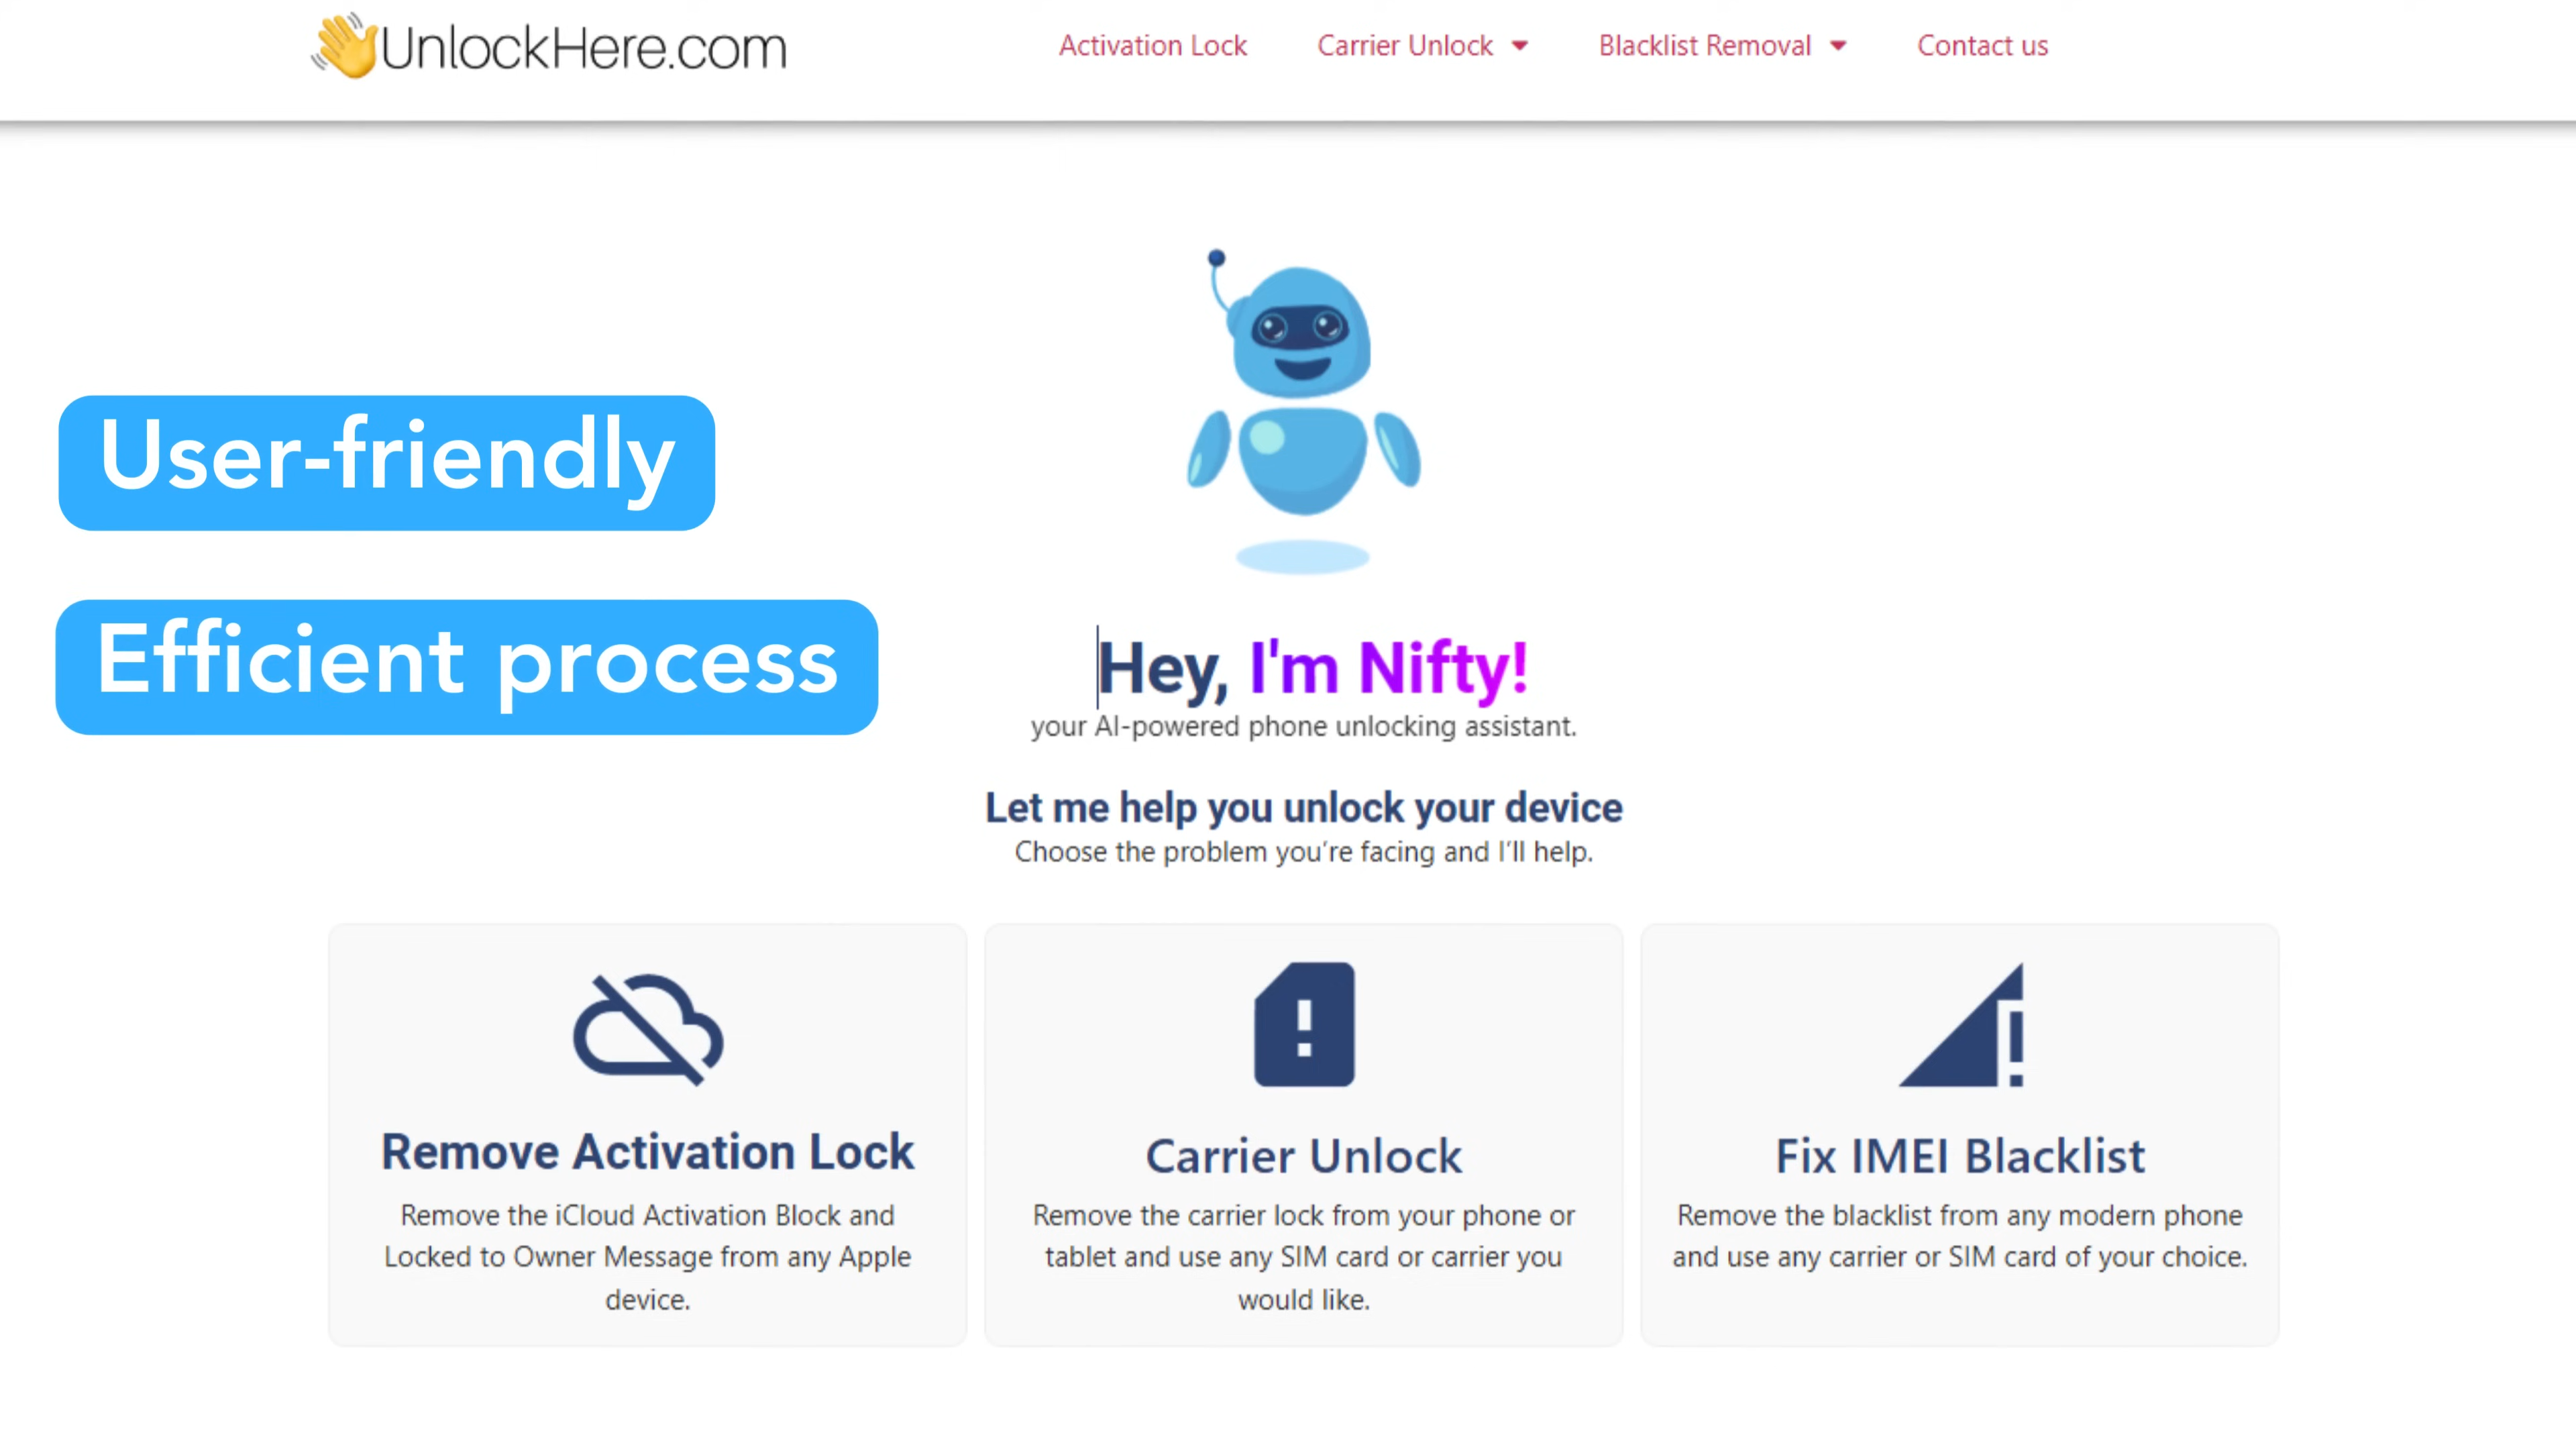 UnlockHere.com
Activation Lock
Carrier Unlock
Blacklist Removal
Contact us
User-friendly
Efficient process
Hey, I'm Nifty!
your AI-powered phone unlocking assistant.
Let me help you unlock your device
Choose the problem you're facing and I'll help.
Remove Activation Lock
Remove the iCloud Activation Block and
Locked to Owner Message from any Apple
device.
Carrier Unlock
Remove the carrier lock from your phone or
tablet and use any SIM card or carrier you
would like.
Fix IMEI Blacklist
Remove the blacklist from any modern phone
and use any carrier or SIM card of your choice.